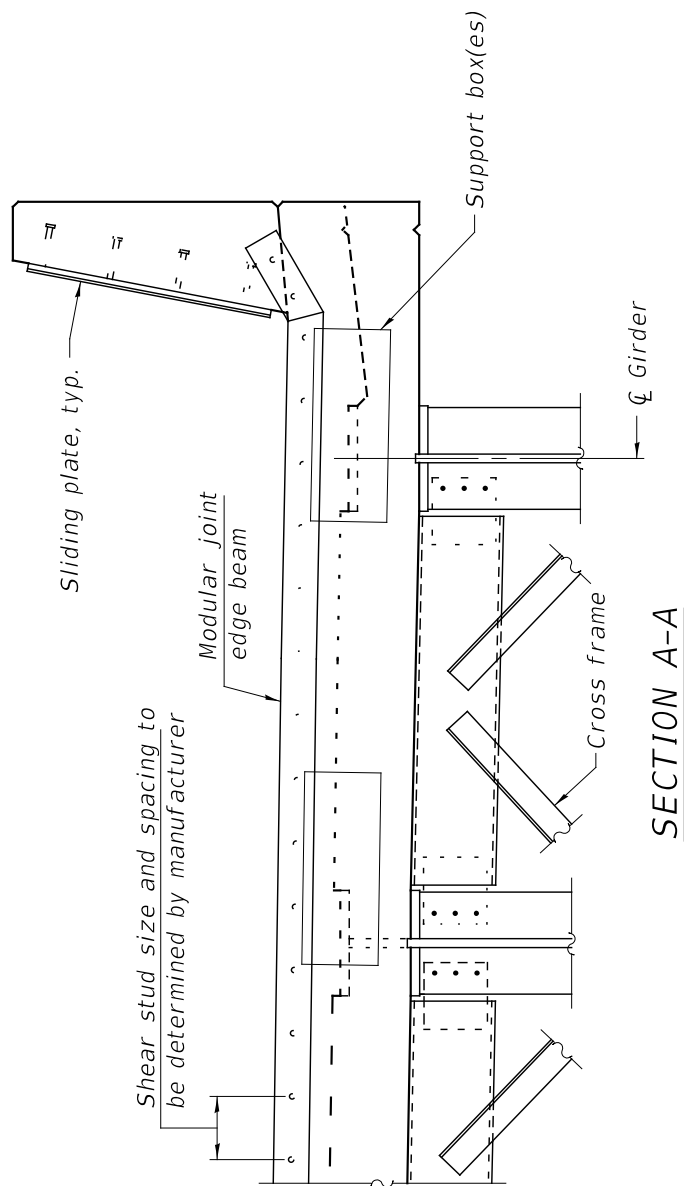 Shear stud size and spacing to
be determined by manufacturer
Modular joint
edge beam
Sliding plate, typ.
Support box(es)
℄ Girder
Cross frame
SECTION A-A